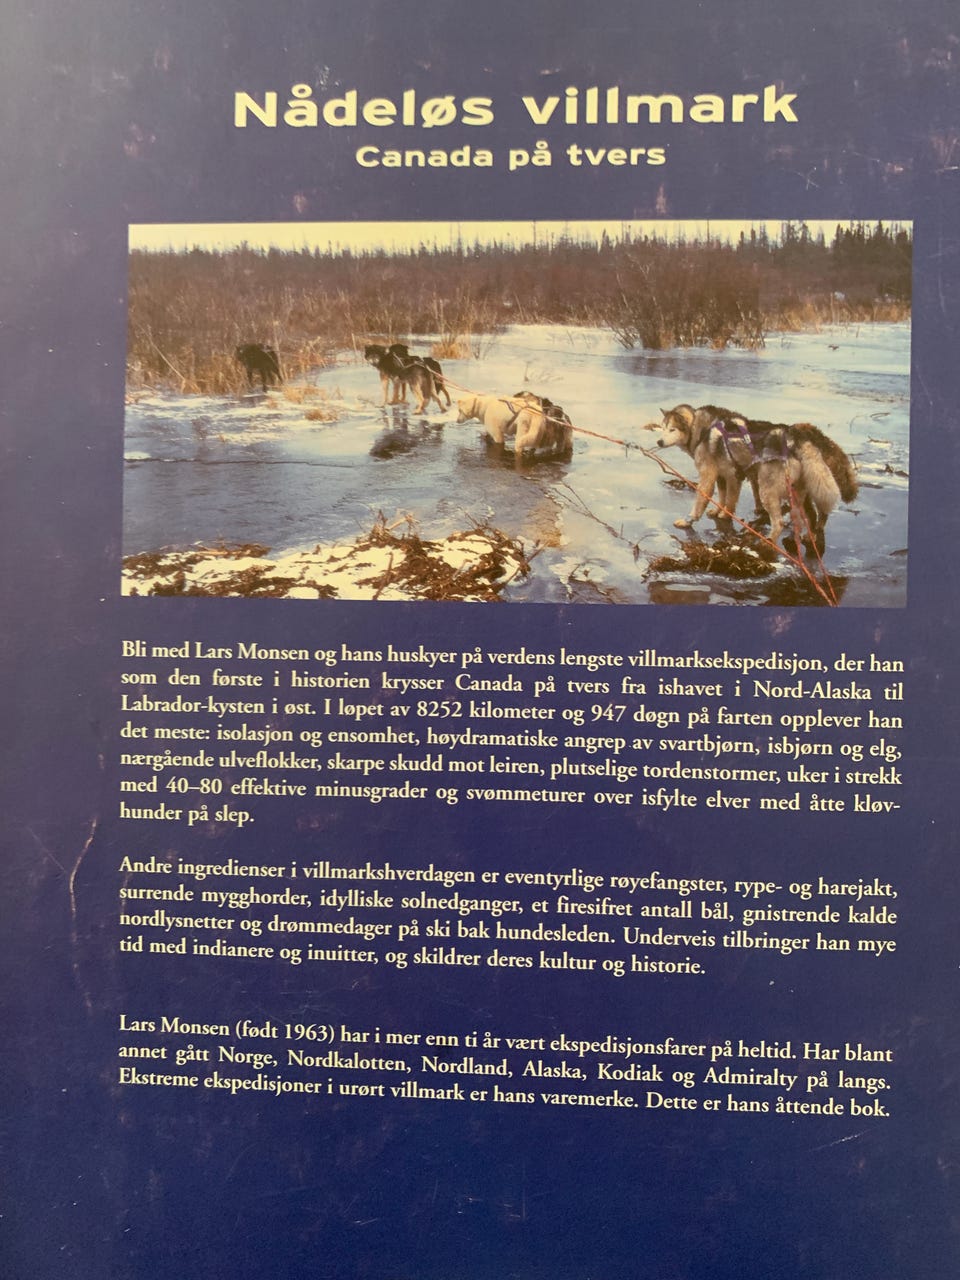 Nådeløs villmark
Canada på tvers
Bli med Lars Monsen og hans huskyer på verdens lengste villmarksekspedisjon, der han
som den første i historien krysser Canada på tvers fra ishavet i Nord-Alaska til
Labrador-kysten i øst. I løpet av 8252 kilometer og 947 døgn på farten opplever han
det meste: isolasjon og ensomhet, høydramatiske angrep av svartbjørn, isbjørn og elg,
nærgående ulveflokker, skarpe skudd mot leiren, plutselige tordenstormer, uker i strekk
med 40–80 effektive minusgrader og svømmeturer over isfylte elver med åtte kløv-
hunder på slep.
Andre ingredienser i villmarkshverdagen er eventyrlige røyefangster, rype- og harejakt,
surrende mygghorder, idylliske solnedganger, et firesifret antall bål, gnistrende kalde
nordlysnetter og drømmedager på ski bak hundesleden. Underveis tilbringer han mye
tid med indianere og inuitter, og skildrer deres kultur og historie.
Lars Monsen (født 1963) har i mer enn ti år vært ekspedisjonsfarer på heltid. Har blant
annet gått Norge, Nordkalotten, Nordland, Alaska, Kodiak og Admiralty på langs.
Ekstreme ekspedisjoner i urørt villmark er hans varemerke. Dette er hans åttende bok.